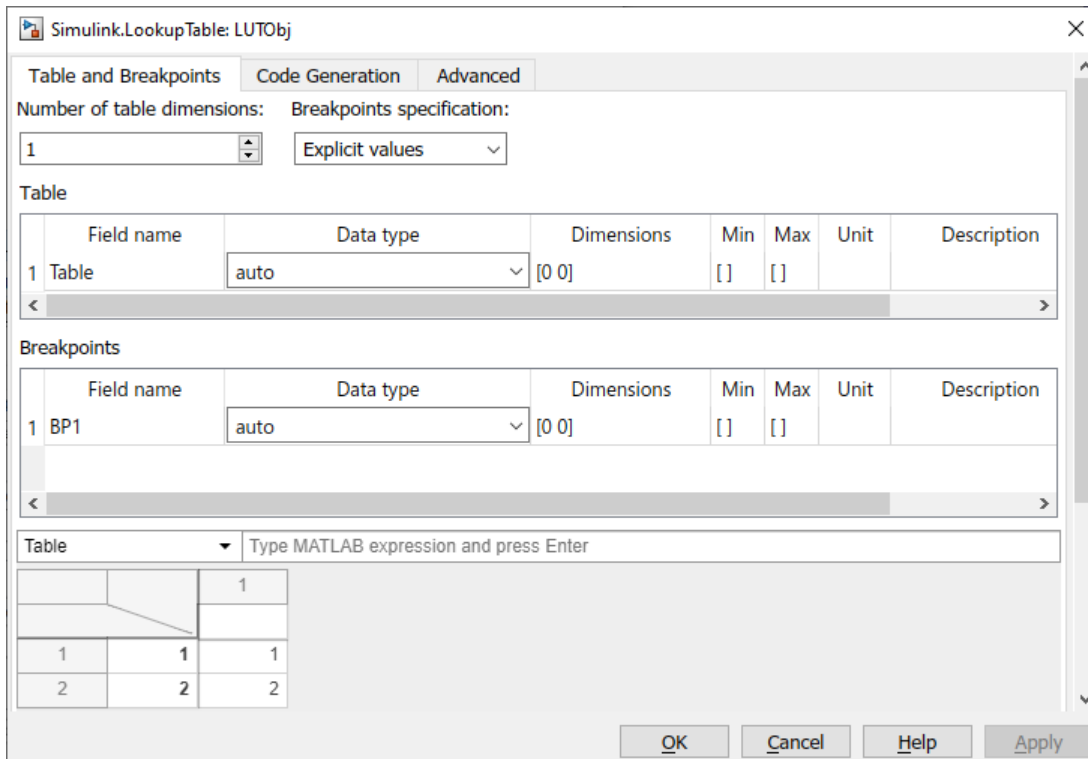 Simulink.LookupTable: LUTObj
Table and Breakpoints Code Generation Advanced
Number of table dimensions: Breakpoints specification:
1 Explicit values
Table
Field name Data type Dimensions Min Max Unit Description
1 Table auto [0 0] [ ] [ ]
Breakpoints
Field name Data type Dimensions Min Max Unit Description
1 BP1 auto [0 0] [ ] [ ]
Table Type MATLAB expression and press Enter
1
1 1 1
2 2 2
OK Cancel Help Apply